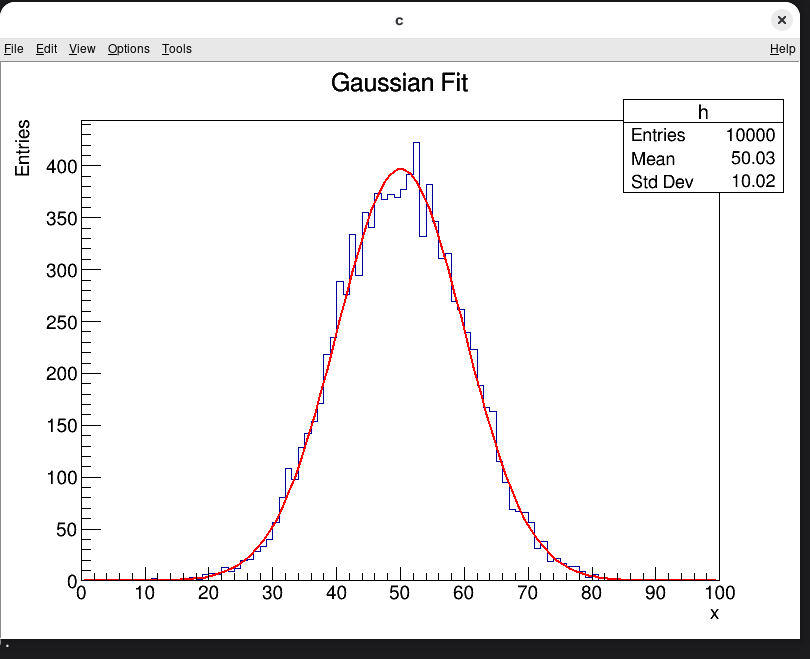 c
File Edit View Options Tools Help
Gaussian Fit
h
Entries 10000
Mean 50.03
Std Dev 10.02
Entries
400
350
300
250
200
150
100
50
0
0 10 20 30 40 50 60 70 80 90 100
x